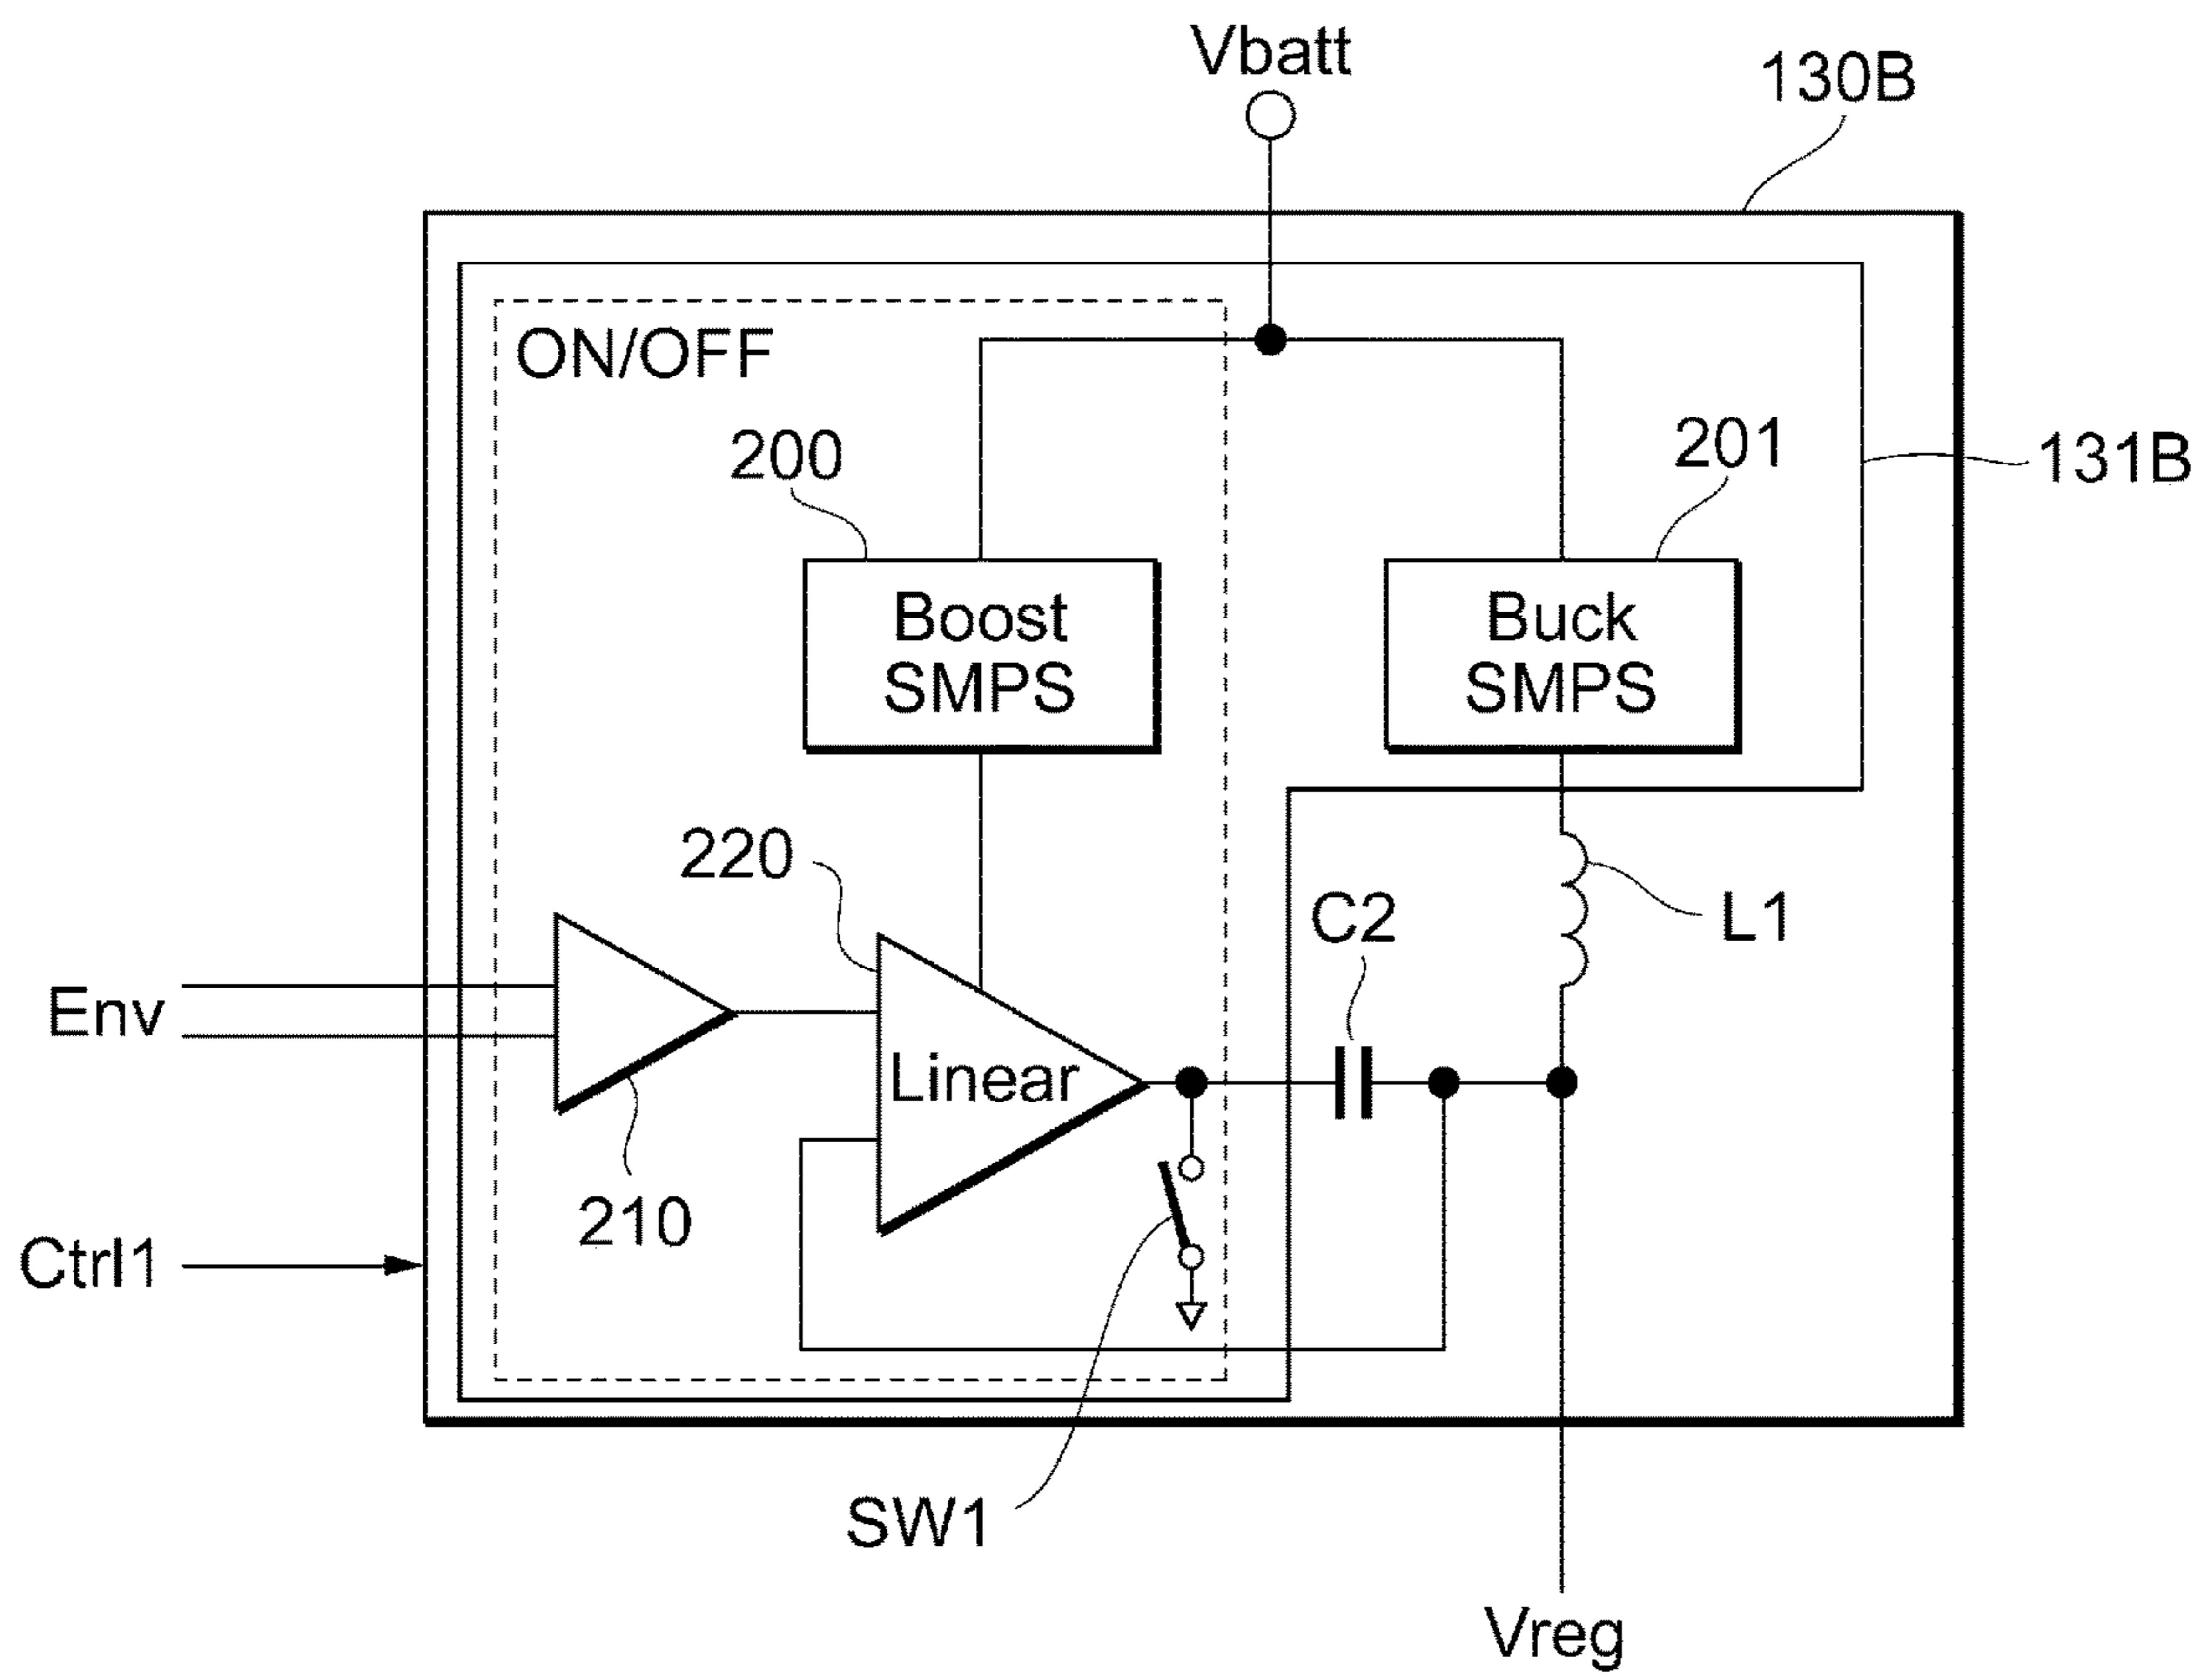 Vbatt
130B
ON/OFF
200
201
131B
Boost
SMPS
Buck
SMPS
220
C2
L1
Env
Linear
210
Ctrl1
SW1
Vreg